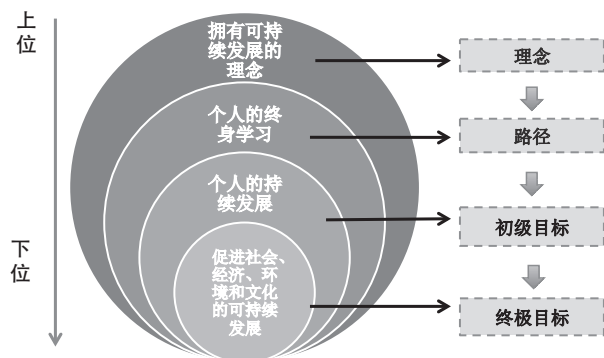 上
位
拥有可持
续发展的
理念
理念
个人的终
身学习
路径
个人的持
续发展
初级目标
下
位
促进社会、
经济、环
境和文化
的可持续
发展
终极目标